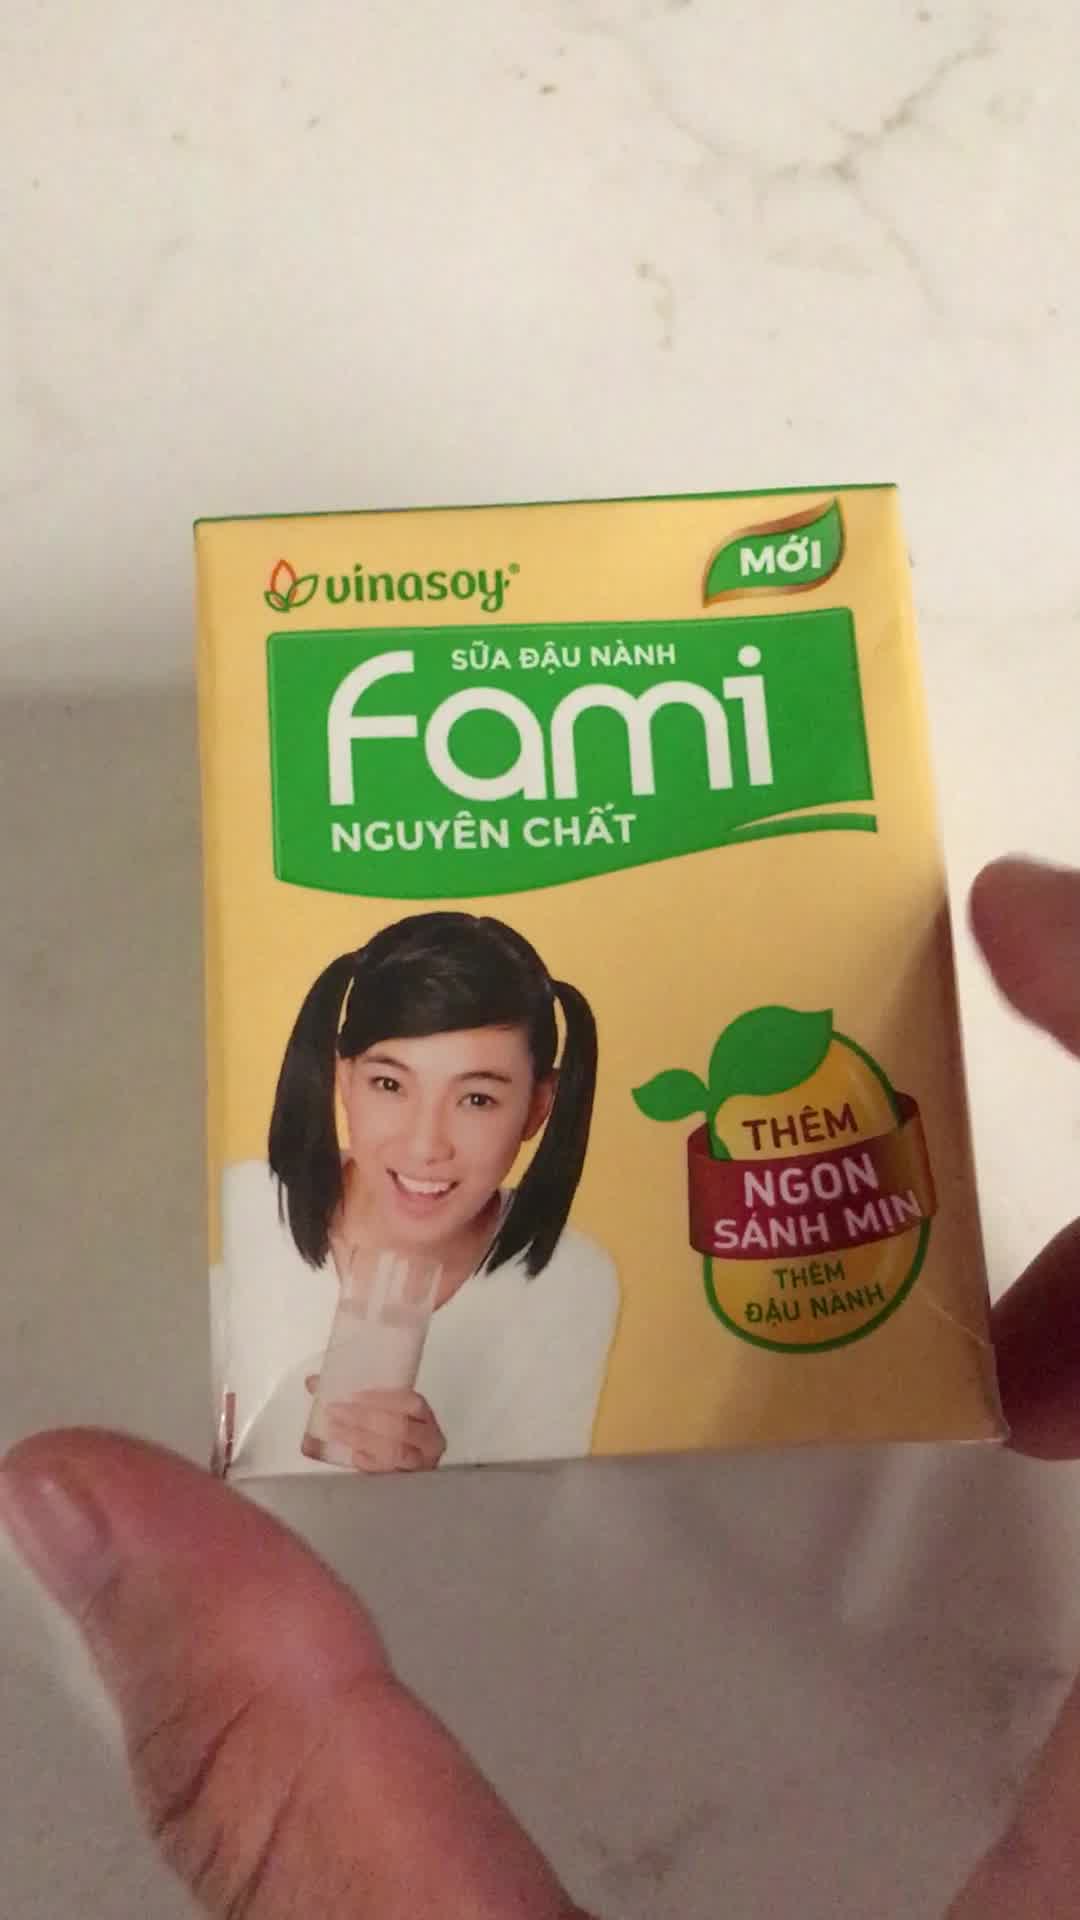 vinasoy®
MỚI
SỮA ĐẬU NÀNH
Fami
NGUYÊN CHẤT
THÊM
NGON
SÁNH MỊN
THÊM
ĐẬU NÀNH